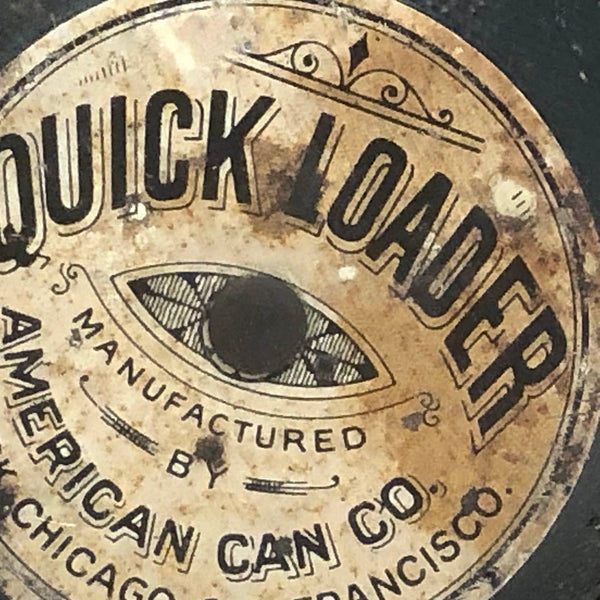 QUICK LOADER
MANUFACTURED
BY
AMERICAN CAN CO.
CHICAGO FRANCISCO.